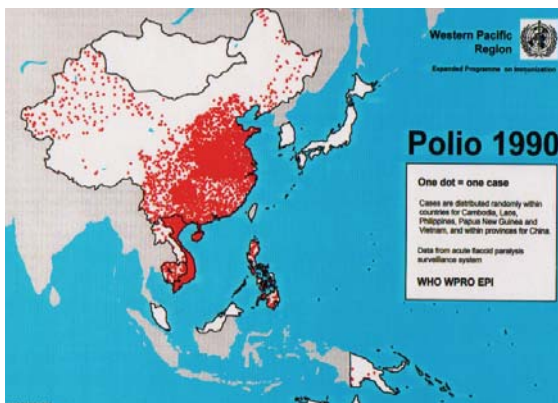 Western Pacific
Region
Expanded Programme on Immunization
Polio 1990
One dot = one case
Cases are distributed randomly within
countries for Cambodia, Laos,
Philippines, Papua New Guinea and
Vietnam, and within provinces for China.
Data from acute flaccid paralysis
surveillance system
WHO WPRO EPI